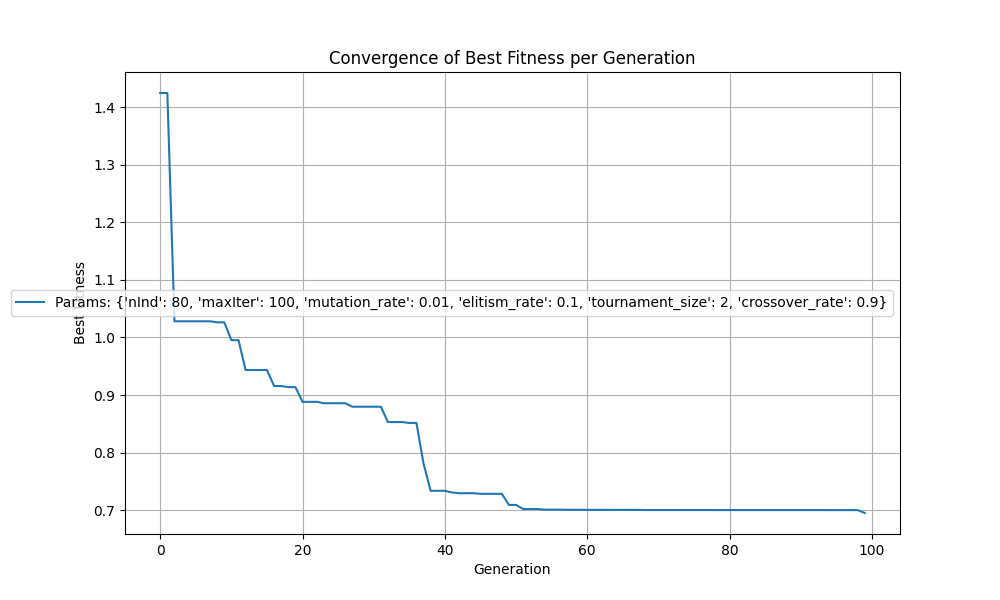 Convergence of Best Fitness per Generation
1.4
1.3
1.2
1.1
1.0
0.9
0.8
0.7
Best Fitness
Params: {'nInd': 80, 'maxIter': 100, 'mutation_rate': 0.01, 'elitism_rate': 0.1, 'tournament_size': 2, 'crossover_rate': 0.9}
0 20 40 60 80 100
Generation